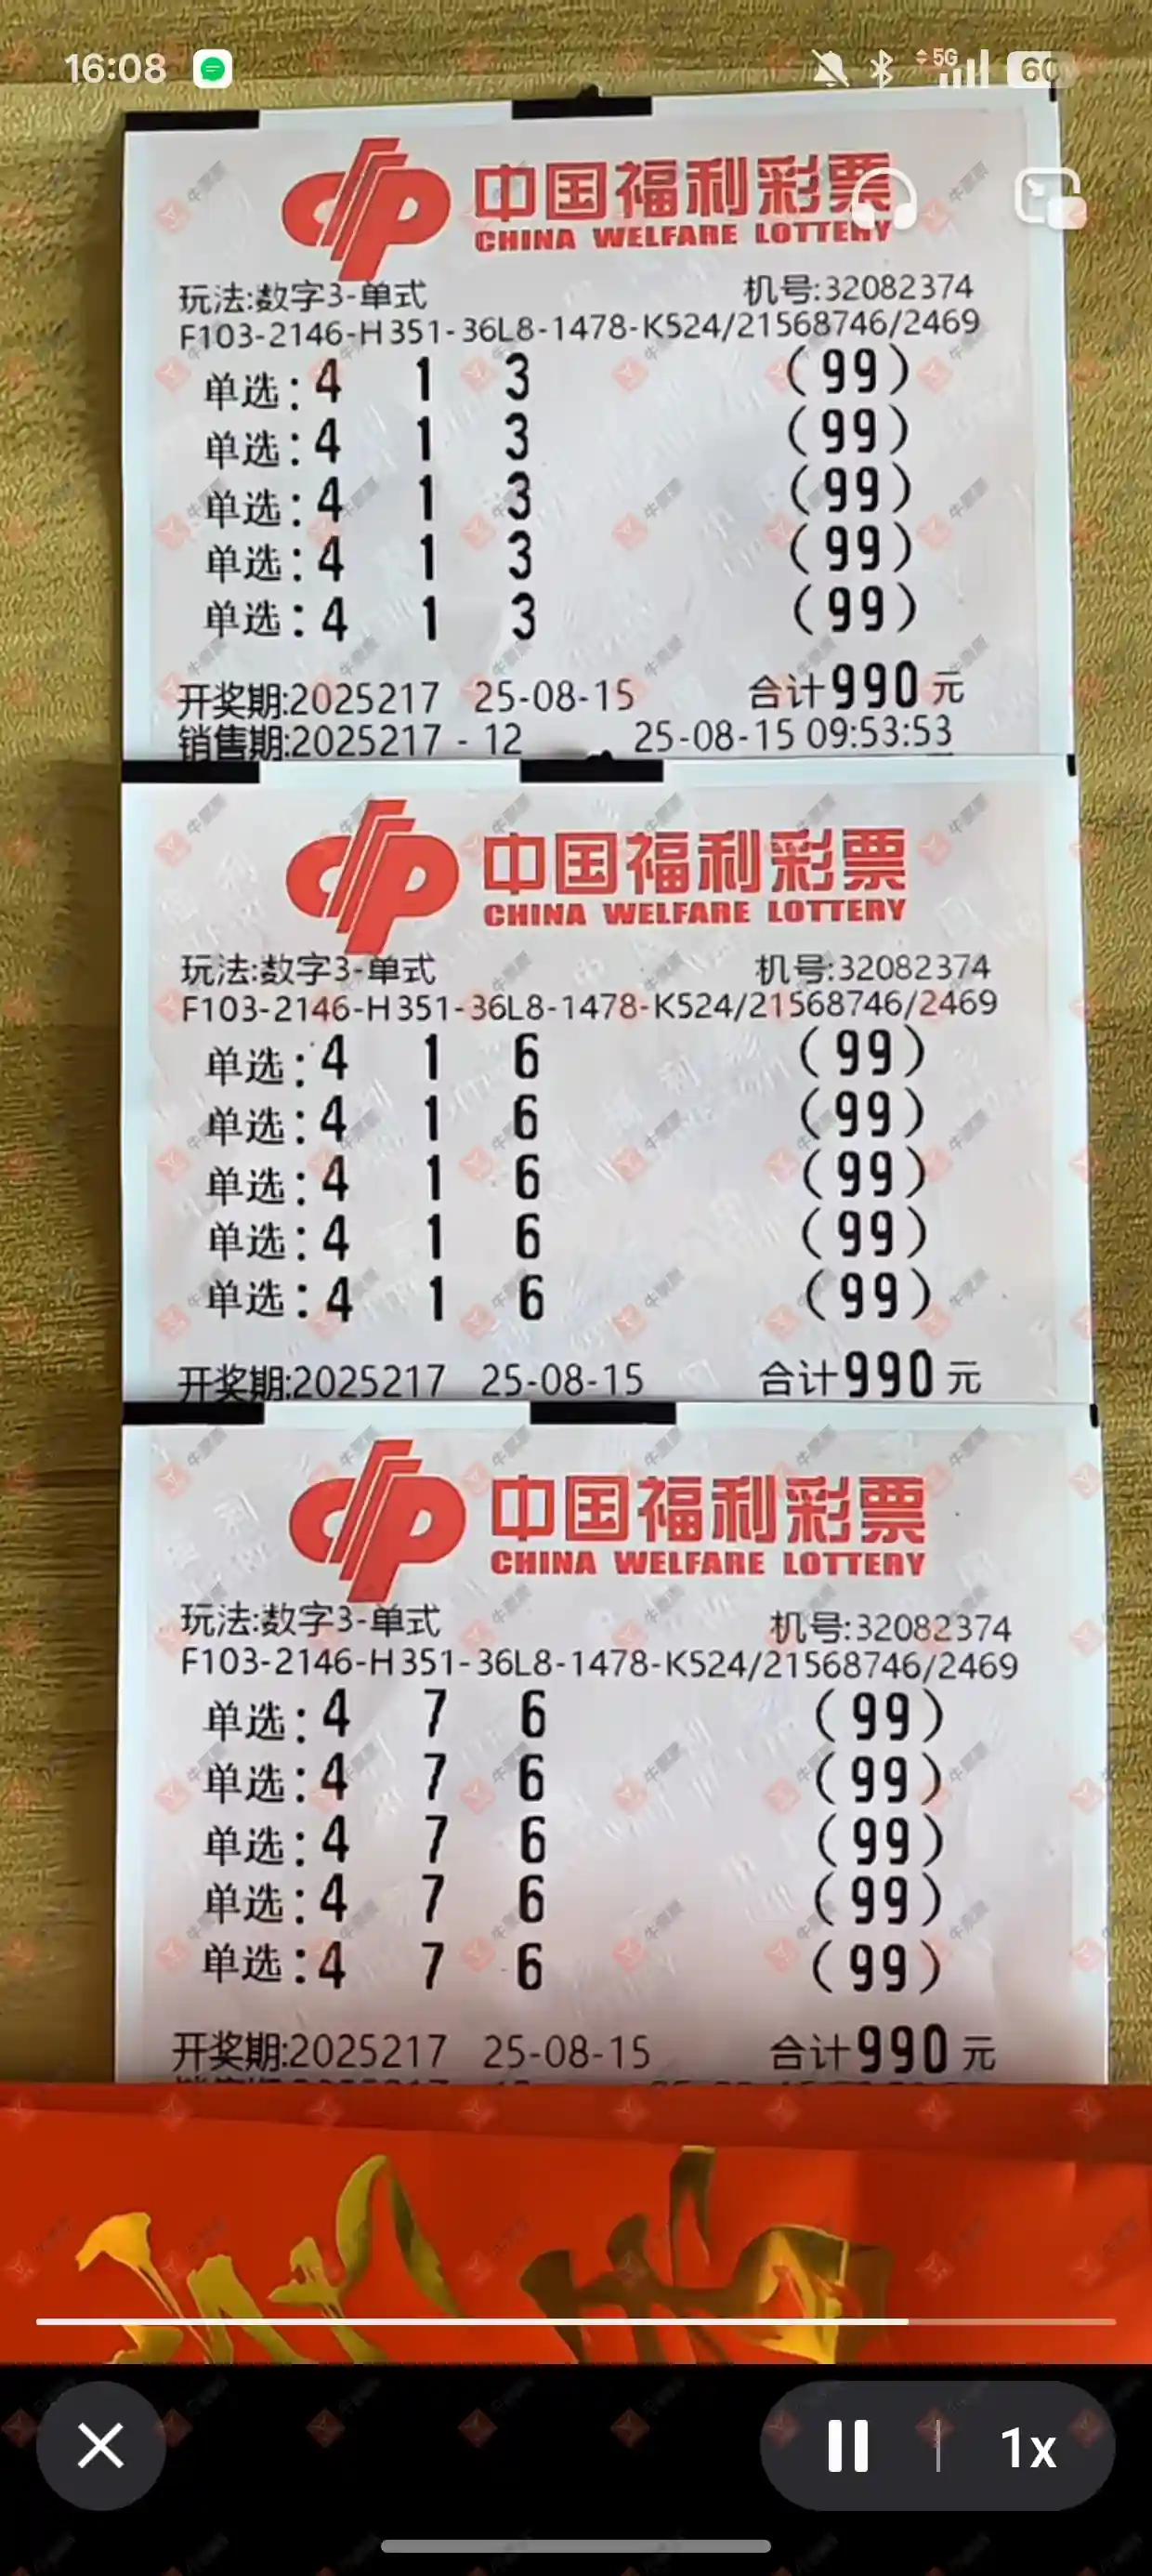 16:08
5G
60
中国福利彩票
CHINA WELFARE LOTTERY
玩法:数字3-单式 机号:32082374
F103-2146-H351-36L8-1478-K524/21568746/2469
单选:4 1 3 (99)
单选:4 1 3 (99)
单选:4 1 3 (99)
单选:4 1 3 (99)
单选:4 1 3 (99)
开奖期:2025217 25-08-15 合计990元
销售期:2025217-12 25-08-15 09:53:53
中国福利彩票
CHINA WELFARE LOTTERY
玩法:数字3-单式 机号:32082374
F103-2146-H351-36L8-1478-K524/21568746/2469
单选:4 1 6 (99)
单选:4 1 6 (99)
单选:4 1 6 (99)
单选:4 1 6 (99)
单选:4 1 6 (99)
开奖期:2025217 25-08-15 合计990元
中国福利彩票
CHINA WELFARE LOTTERY
玩法:数字3-单式 机号:32082374
F103-2146-H351-36L8-1478-K524/21568746/2469
单选:4 7 6 (99)
单选:4 7 6 (99)
单选:4 7 6 (99)
单选:4 7 6 (99)
单选:4 7 6 (99)
开奖期:2025217 25-08-15 合计990元
1x